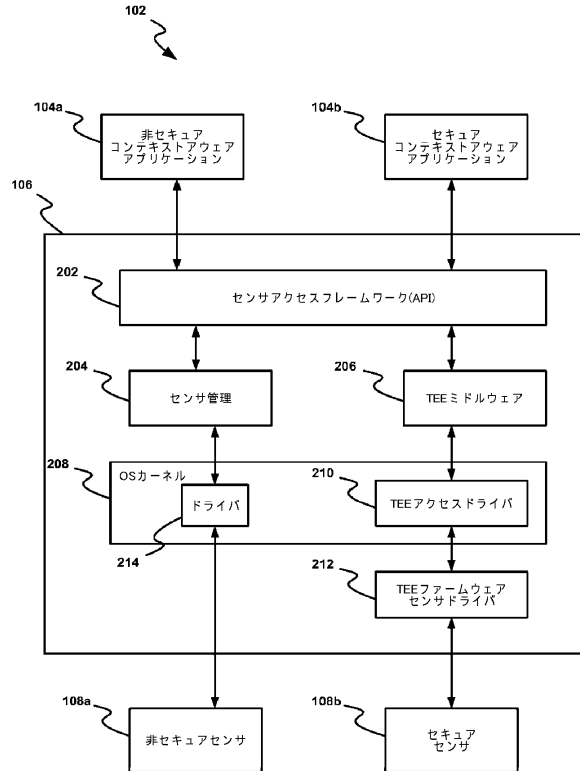 102
104a
非セキュア
コンテキストアウェア
アプリケーション
104b
セキュア
コンテキストアウェア
アプリケーション
106
202
センサアクセスフレームワーク(API)
204
センサ管理
206
TEEミドルウェア
208
OSカーネル
ドライバ
214
210
TEEアクセスドライバ
212
TEEファームウェア
センサドライバ
108a
非セキュアセンサ
108b
セキュア
センサ